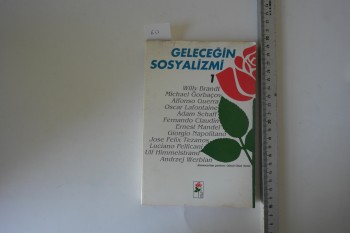 GELECEĞİN
SOSYALİZMİ
1
Willy Brandt
Michael Gorbaçov
Alfonso Guerra
Oscar Lafontaine
Adam Schaff
Fernando Claudin
Ernest Mandel
Giorgio Napolitano
Jose Felix Tezanos
Luciano Pellicani
Ulf Himmelstrand
Andrzej Werblan